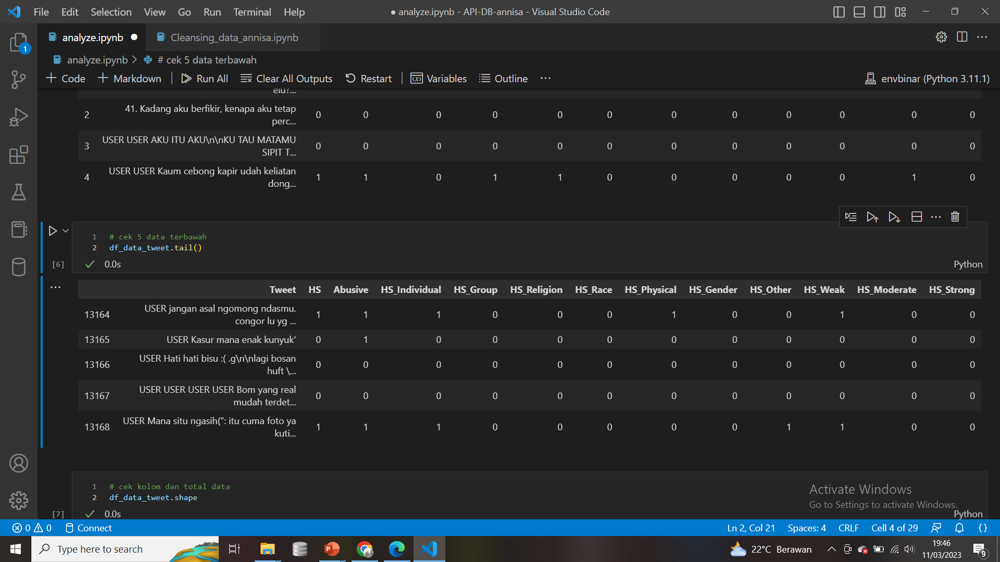 File Edit Selection View Go Run Terminal Help
● analyze.ipynb - API-DB-annisa - Visual Studio Code
analyze.ipynb ● Cleansing_data_annisa.ipynb
1
analyze.ipynb > # cek 5 data terbawah
+ Code + Markdown | Run All Clear All Outputs Restart | Variables Outline ... envbinar (Python 3.11.1)
elu?...
2 41. Kadang aku berfikir, kenapa aku tetap perc... 0 0 0 0 0 0 0 0 0 0 0 0
3 USER USER AKU ITU AKU\n\nKU TAU MATAMU SIPIT T... 0 0 0 0 0 0 0 0 0 0 0 0
4 USER USER Kaum cebong kapir udah keliatan dong... 1 1 0 1 1 0 0 0 0 0 1 0
1 # cek 5 data terbawah
2 df_data_tweet.tail()
[6] 0.0s Python
Tweet HS Abusive HS_Individual HS_Group HS_Religion HS_Race HS_Physical HS_Gender HS_Other HS_Weak HS_Moderate HS_Strong
13164 USER jangan asal ngomong ndasmu. congor lu yg ... 1 1 1 0 0 0 1 0 0 1 0 0
13165 USER Kasur mana enak kunyuk' 0 1 0 0 0 0 0 0 0 0 0 0
13166 USER Hati hati bisu :( .g\n\nlagi bosan huft \... 0 0 0 0 0 0 0 0 0 0 0 0
13167 USER USER USER USER Bom yang real mudah terdet... 0 0 0 0 0 0 0 0 0 0 0 0
13168 USER Mana situ ngasih(": itu cuma foto ya kuti... 1 1 1 0 0 0 0 0 1 1 0 0
1 # cek kolom dan total data
2 df_data_tweet.shape
[7] 0.0s Python
Activate Windows
Go to Settings to activate Windows.
0 0 Connect Ln 2, Col 21 Spaces: 4 CRLF Cell 4 of 29 {}
Type here to search
22°C Berawan
19:46
11/03/2023
9